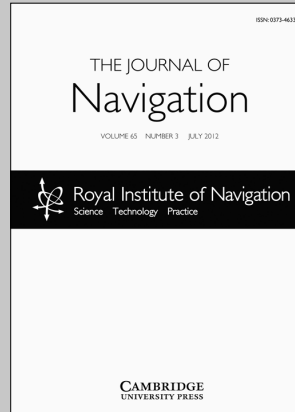 ISSN: 0373-4633
THE JOURNAL OF
Navigation
VOLUME 65 NUMBER 3 JULY 2012
Royal Institute of Navigation
Science Technology Practice
CAMBRIDGE
UNIVERSITY PRESS